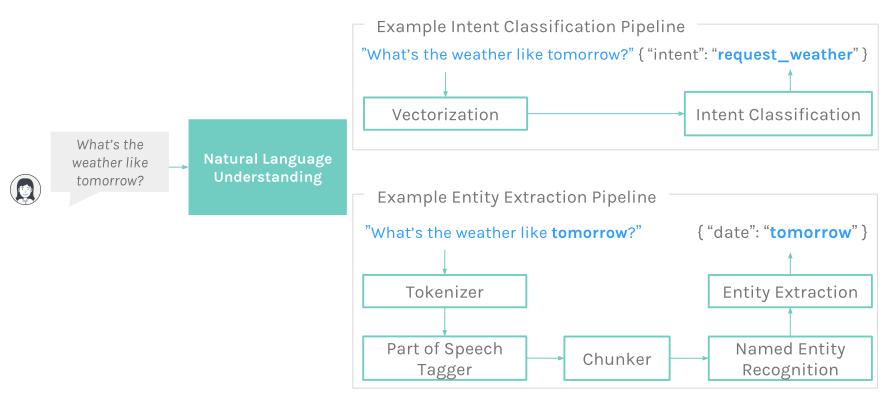 Example Intent Classification Pipeline
"What's the weather like tomorrow?" { “intent”: “request_weather” }
Vectorization
Intent Classification
What's the
weather like
tomorrow?
Natural Language
Understanding
Example Entity Extraction Pipeline
"What's the weather like tomorrow?"
{ “date”: “tomorrow” }
Tokenizer
Entity Extraction
Part of Speech
Tagger
Chunker
Named Entity
Recognition